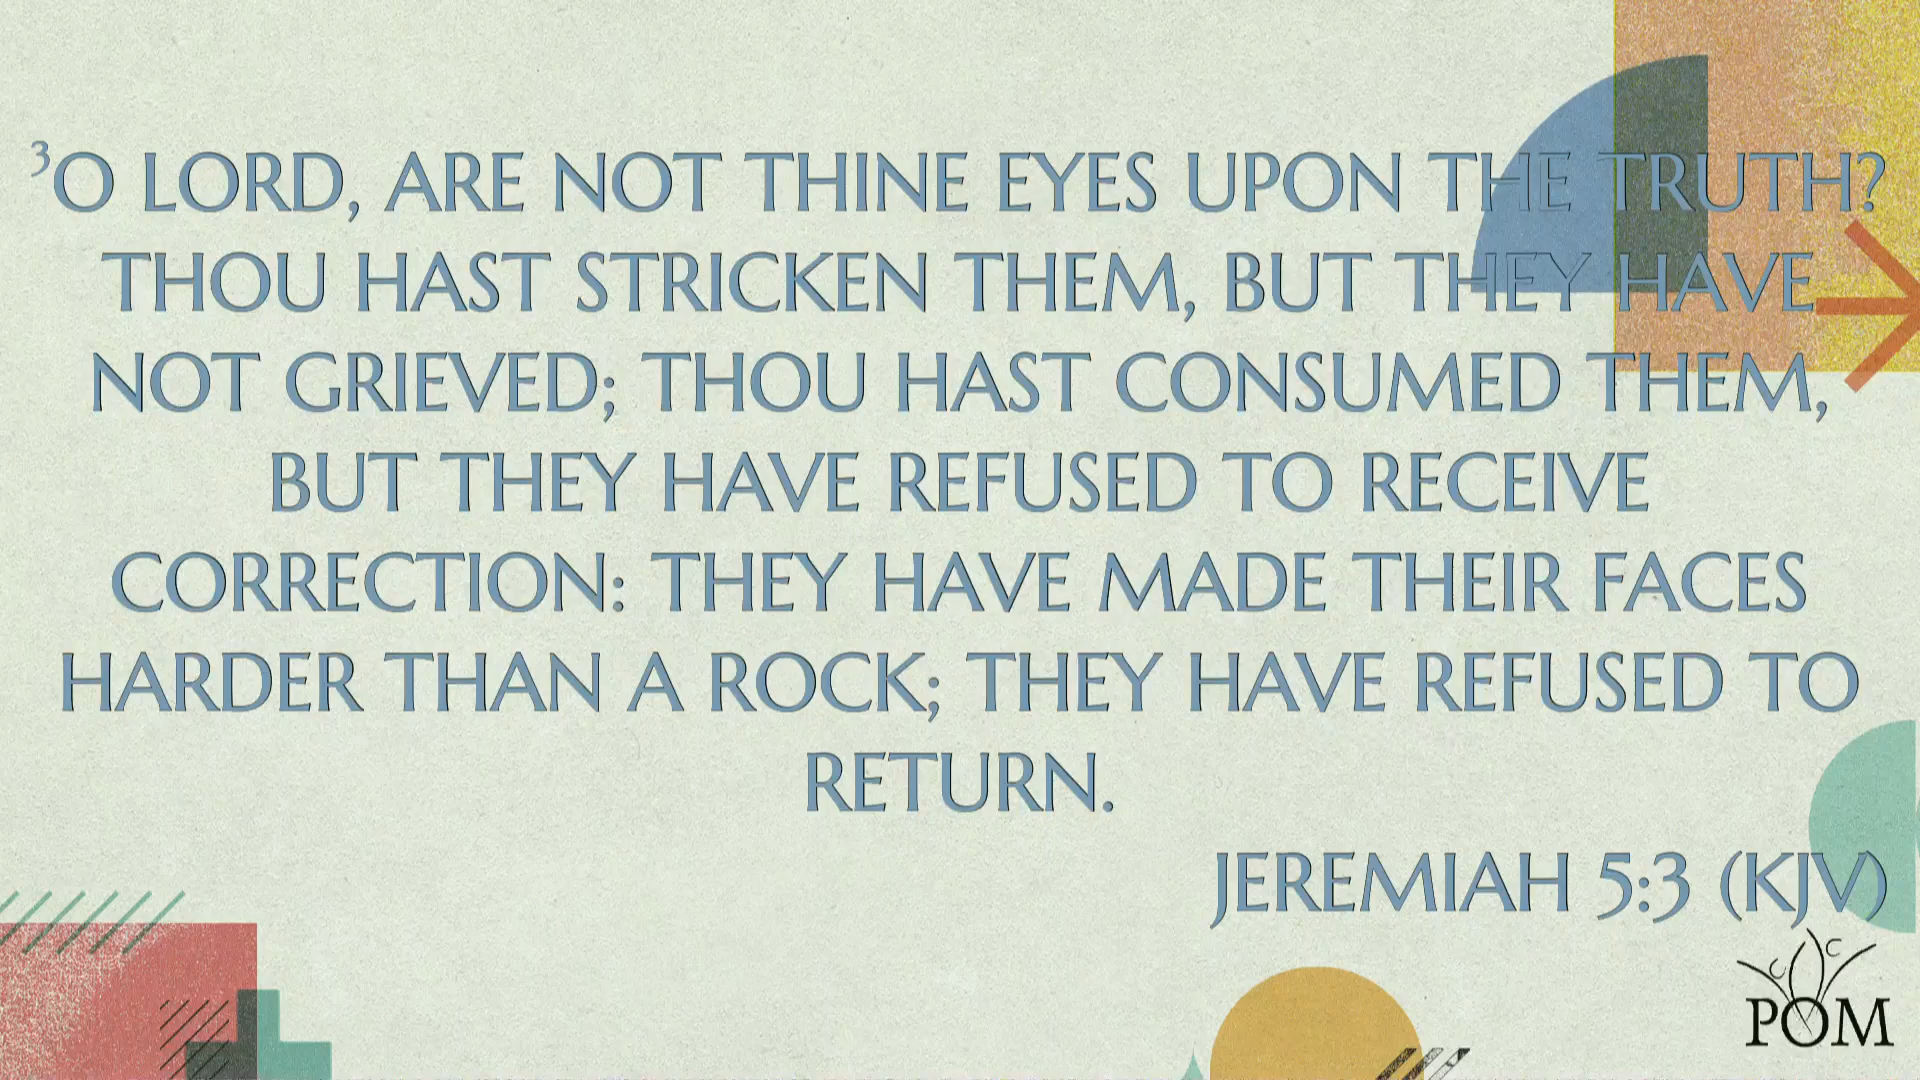 ³O LORD, ARE NOT THINE EYES UPON THE TRUTH?
THOU HAST STRICKEN THEM, BUT THEY HAVE
NOT GRIEVED; THOU HAST CONSUMED THEM,
BUT THEY HAVE REFUSED TO RECEIVE
CORRECTION: THEY HAVE MADE THEIR FACES
HARDER THAN A ROCK; THEY HAVE REFUSED TO
RETURN.
JEREMIAH 5:3 (KJV)
C C
POM